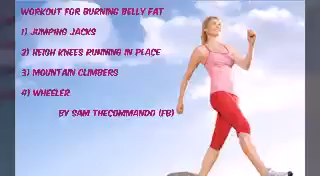 Workout for burning belly fat
1) Jumping jacks
2) Heigh knees running in place
3) Mountain climbers
4) Wheeler
By Sam TheCommando (FB)